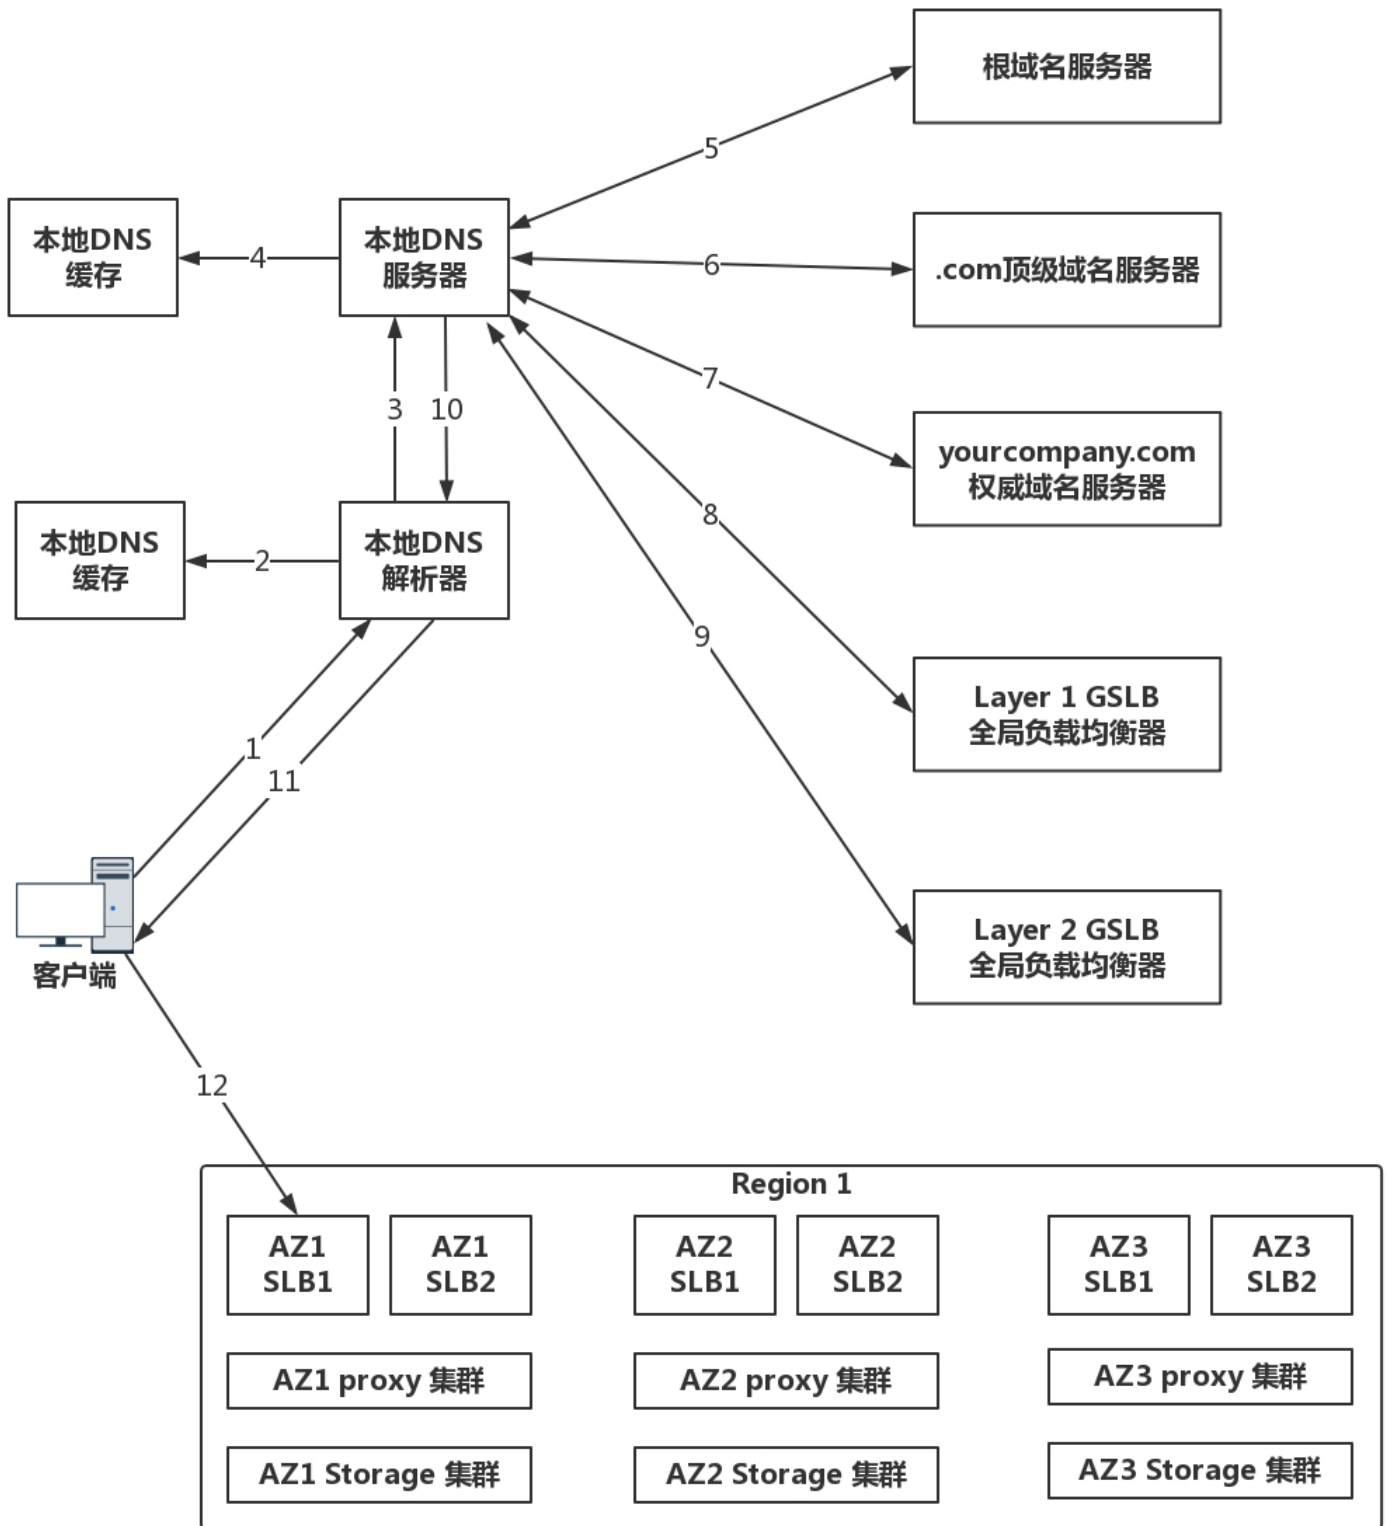 根域名服务器
5
本地DNS
缓存
4
本地DNS
服务器
6
.com顶级域名服务器
7
3
10
yourcompany.com
权威域名服务器
8
本地DNS
缓存
2
本地DNS
解析器
9
Layer 1 GSLB
全局负载均衡器
1
11
客户端
Layer 2 GSLB
全局负载均衡器
12
Region 1
AZ1
SLB1
AZ1
SLB2
AZ2
SLB1
AZ2
SLB2
AZ3
SLB1
AZ3
SLB2
AZ1 proxy 集群
AZ2 proxy 集群
AZ3 proxy 集群
AZ1 Storage 集群
AZ2 Storage 集群
AZ3 Storage 集群